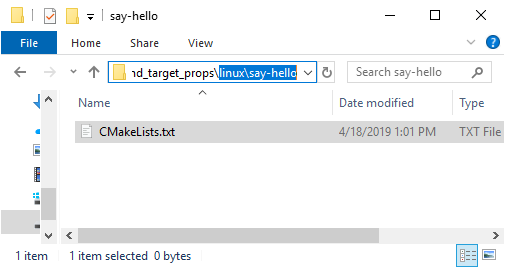 say-hello
File
Home
Share
View
nd_target_props\linux\say-hello
Search say-hello
Name
Date modified
Type
CMakeLists.txt
4/18/2019 1:01 PM
TXT File
1 item
1 item selected 0 bytes